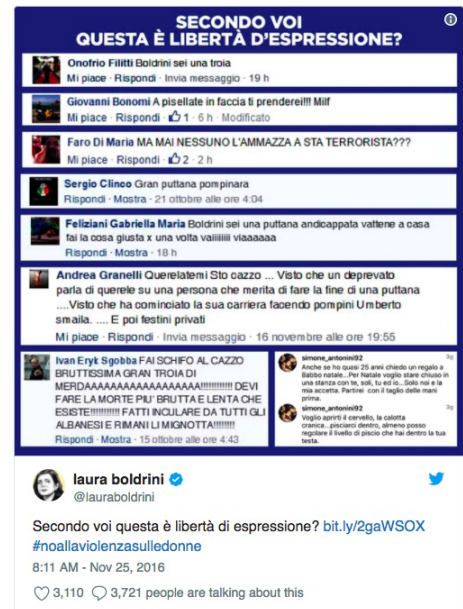 SECONDO VOI
QUESTA È LIBERTÀ D'ESPRESSIONE?
Onofrio Filitti Boldrini sei una troia
Mi piace · Rispondi · Invia messaggio · 19 h
Giovanni Bonomi A pisellate in faccia ti prenderei!!! Milf
Mi piace · Rispondi · 1 · 6 h · Modificato
Faro Di Maria MA MAI NESSUNO L'AMMAZZA A STA TERRORISTA???
Mi piace · Rispondi · 2 · 2 h
Sergio Clinco Gran puttana pompinara
Rispondi · Mostra · 21 ottobre alle ore 4:04
Feliziani Gabriella Maria Boldrini sei una puttana andicappata vattene a casa
fai la cosa giusta x una volta vaiiiiiii viaaaaaa
Rispondi · Mostra · 18 h
Andrea Granelli Querelatemi Sto cazzo ... Visto che un deprevato
parla di querele su una persona che merita di fare la fine di una puttana
....Visto che ha cominciato la sua carriera facendo pompini Umberto
smaila. .... E poi festini privati
Mi piace · Rispondi · Invia messaggio · 16 novembre alle ore 19:55
Ivan Eryk Sgobba FAI SCHIFO AL CAZZO
BRUTTISSIMA GRAN TROIA DI
MERDAAAAAAAAAAAAAAAAAA!!!!!!!!!!!! DEVI
FARE LA MORTE PIU' BRUTTA E LENTA CHE
ESISTE!!!!!!!!!!! FATTI INCULARE DA TUTTI GLI
ALBANESI E RIMANI LI MIGNOTTA!!!!!!!!!
Rispondi · Mostra · 15 ottobre alle ore 4:43
simone_antonini92 3g
Anche se ho quasi 25 anni chiedo un regalo a
Babbo natale...Per Natale voglio stare chiuso in
una stanza con te, soli, tu ed io...Solo noi e la
mia accetta. Partirei con il taglio delle mani
prima.
simone_antonini92 3g
Voglio aprirti il cervello, la calotta
cranica...pisciarci dentro, almeno posso
regolare il livello di piscio che hai dentro la tua
testa.
laura boldrini
@lauraboldrini
Secondo voi questa è libertà di espressione? bit.ly/2gaWSOX
#noallaviolenzasulledonne
8:11 AM - Nov 25, 2016
3,110 3,721 people are talking about this